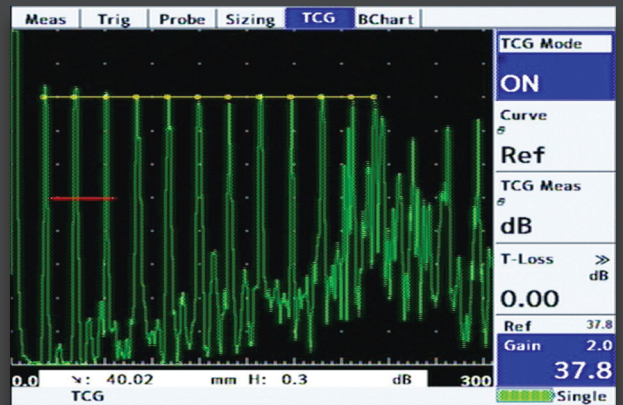 Meas Trig Probe Sizing TCG BChart
TCG Mode
ON
Curve
Ref
TCG Meas
dB
T-Loss »
dB
0.00
Ref 37.8
Gain 2.0
37.8
0.0 ↘: 40.02 mm H: 0.3 dB 300
TCG
Single